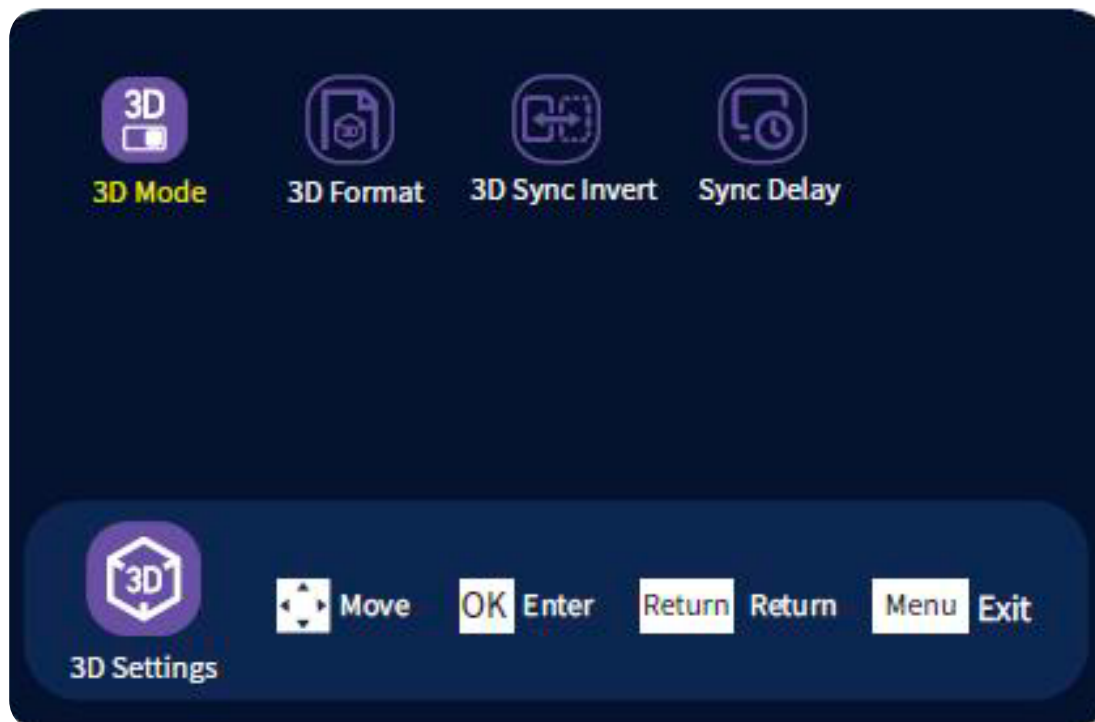 3D
3D
3D Mode 3D Format 3D Sync Invert Sync Delay
3D
Move OK Enter Return Return Menu Exit
3D Settings